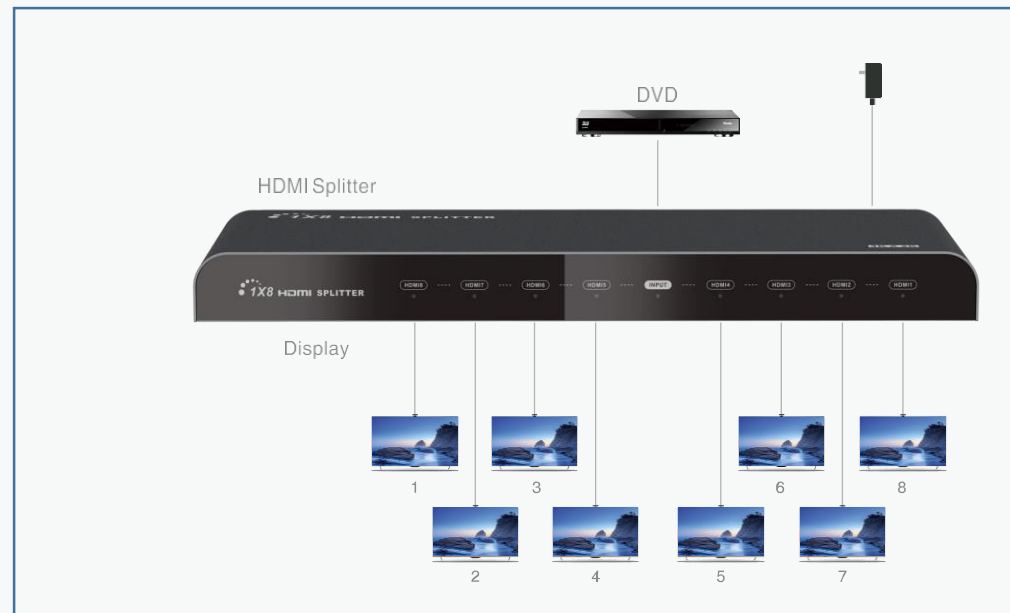 DVD
HDMI Splitter
1X8 HDMI SPLITTER
1X8 HDMI SPLITTER
HDMI8 HDMI7 HDMI6 HDMI5 INPUT HDMI4 HDMI3 HDMI2 HDMI1
Display
1 3 6 8
2 4 5 7